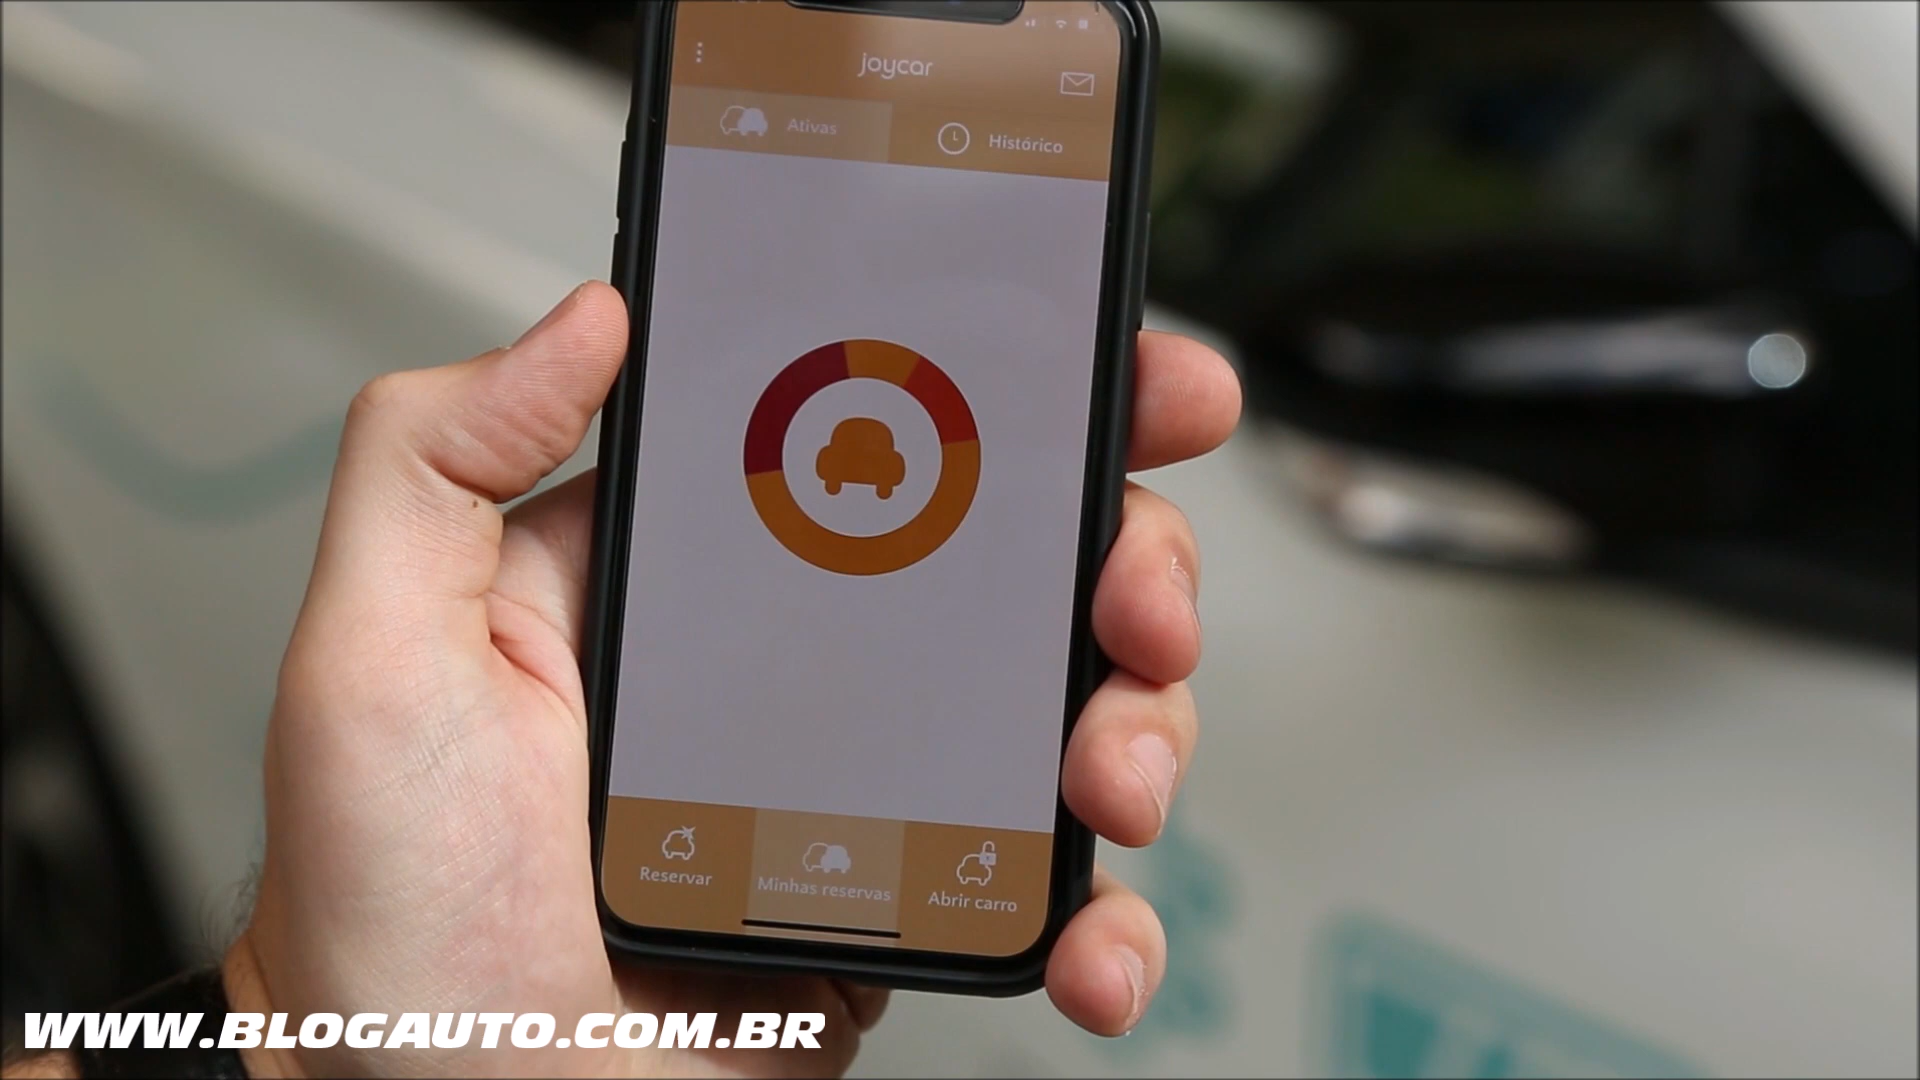 joycar
Ativas
Histórico
Reservar
Minhas reservas
Abrir carro
WWW.BLOGAUTO.COM.BR